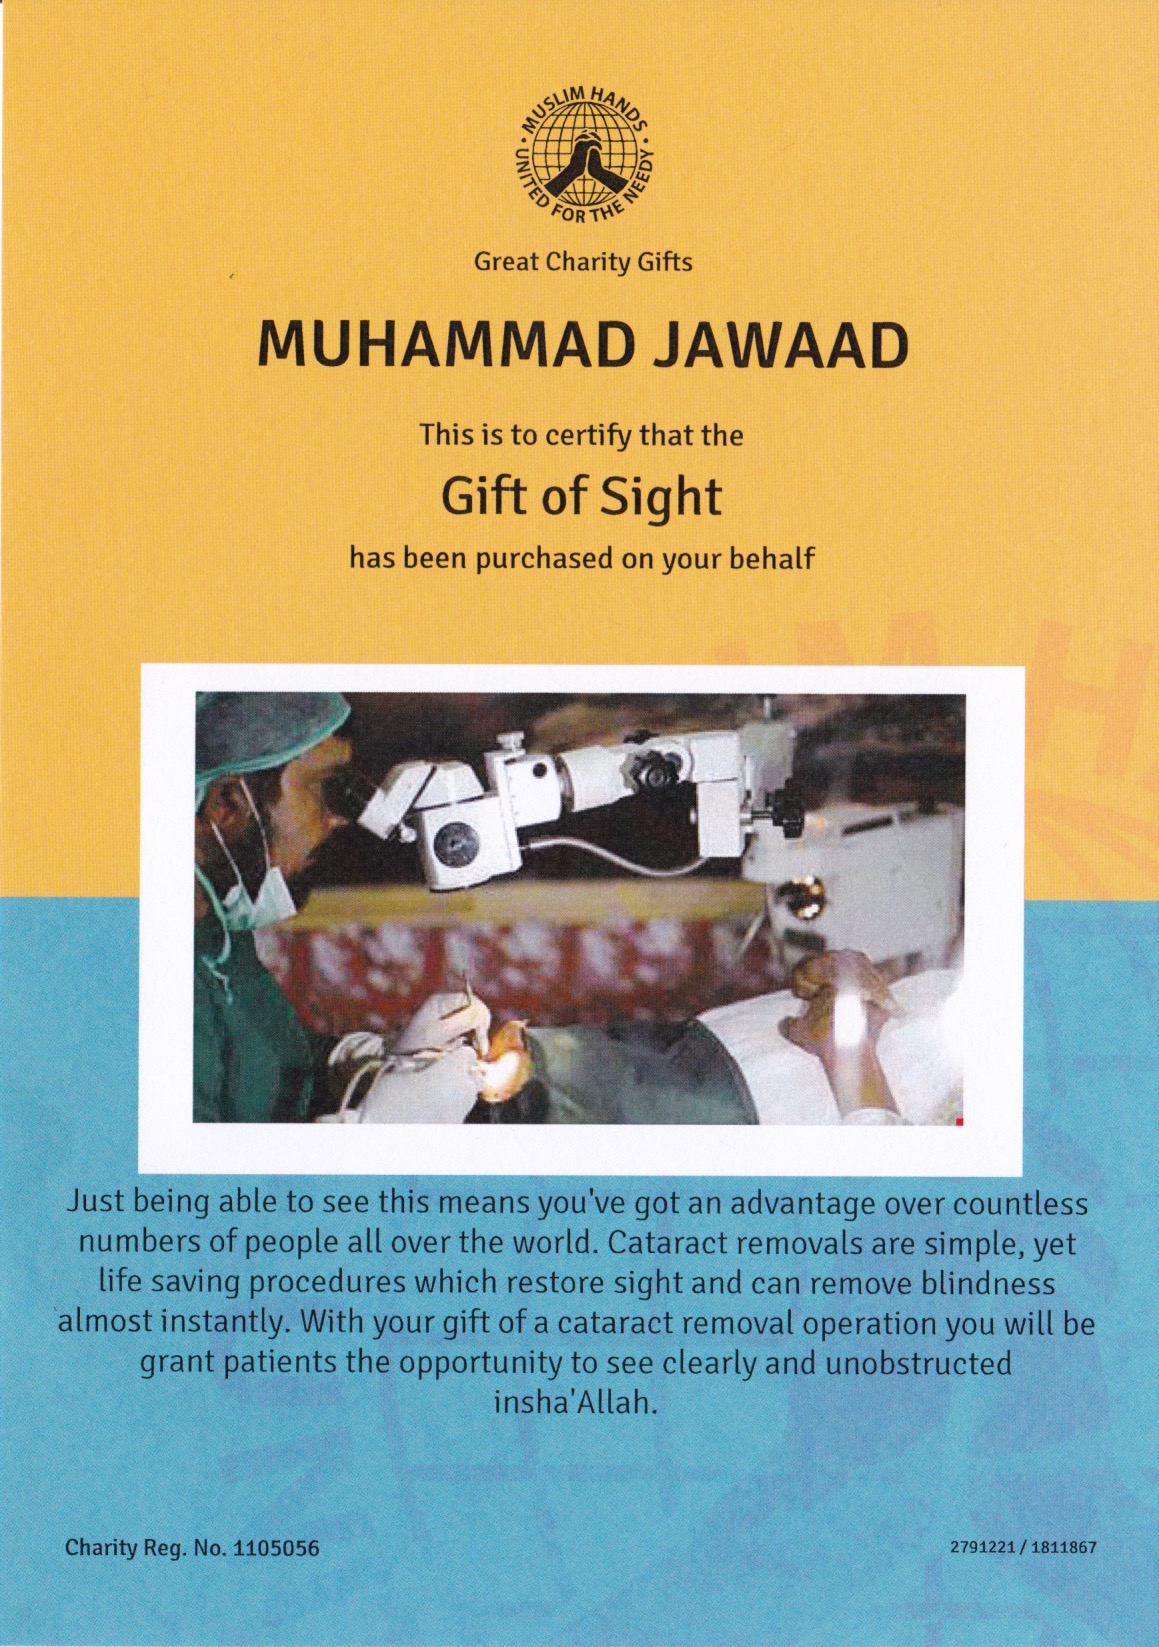 MUSLIM HANDS
UNITED FOR THE NEEDY
Great Charity Gifts
MUHAMMAD JAWAAD
This is to certify that the
Gift of Sight
has been purchased on your behalf
Just being able to see this means you've got an advantage over countless
numbers of people all over the world. Cataract removals are simple, yet
life saving procedures which restore sight and can remove blindness
almost instantly. With your gift of a cataract removal operation you will be
grant patients the opportunity to see clearly and unobstructed
insha'Allah.
Charity Reg. No. 1105056
2791221 / 1811867